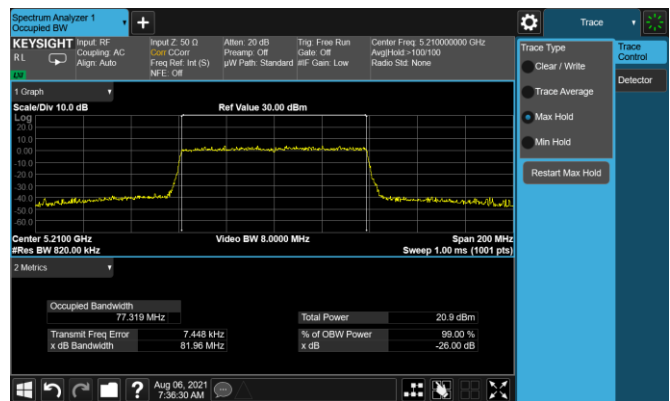 Spectrum Analyzer 1
Occupied BW
Trace
KEYSIGHT
RL
LXI
Input: RF
Coupling: AC
Align: Auto
Input Z: 50 Ω
Corr CCorr
Freq Ref: Int (S)
NFE: Off
Atten: 20 dB
Preamp: Off
µW Path: Standard
Trig: Free Run
Gate: Off
#IF Gain: Low
Center Freq: 5.210000000 GHz
Avg|Hold:>100/100
Radio Std: None
Trace Type
Clear / Write
Trace Average
Max Hold
Min Hold
Restart Max Hold
Trace
Control
Detector
1 Graph
Scale/Div 10.0 dB
Ref Value 30.00 dBm
Log
20.0
10.0
0.00
-10.0
-20.0
-30.0
-40.0
-50.0
-60.0
Center 5.2100 GHz
Video BW 8.0000 MHz
Span 200 MHz
#Res BW 820.00 kHz
Sweep 1.00 ms (1001 pts)
2 Metrics
Occupied Bandwidth
77.319 MHz
Total Power 20.9 dBm
Transmit Freq Error 7.448 kHz
% of OBW Power 99.00 %
x dB Bandwidth 81.96 MHz
x dB -26.00 dB
?
Aug 06, 2021
7:36:30 AM